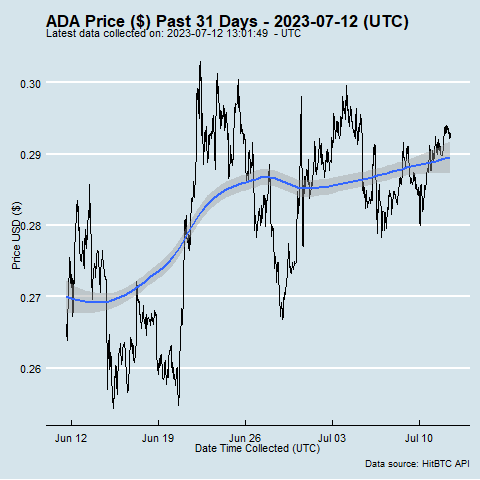 ADA Price ($) Past 31 Days - 2023-07-12 (UTC)
Latest data collected on: 2023-07-12 13:01:49 - UTC
0.30
0.29
0.28
0.27
0.26
Price USD ($)
Jun 12
Jun 19
Jun 26
Jul 03
Jul 10
Date Time Collected (UTC)
Data source: HitBTC API